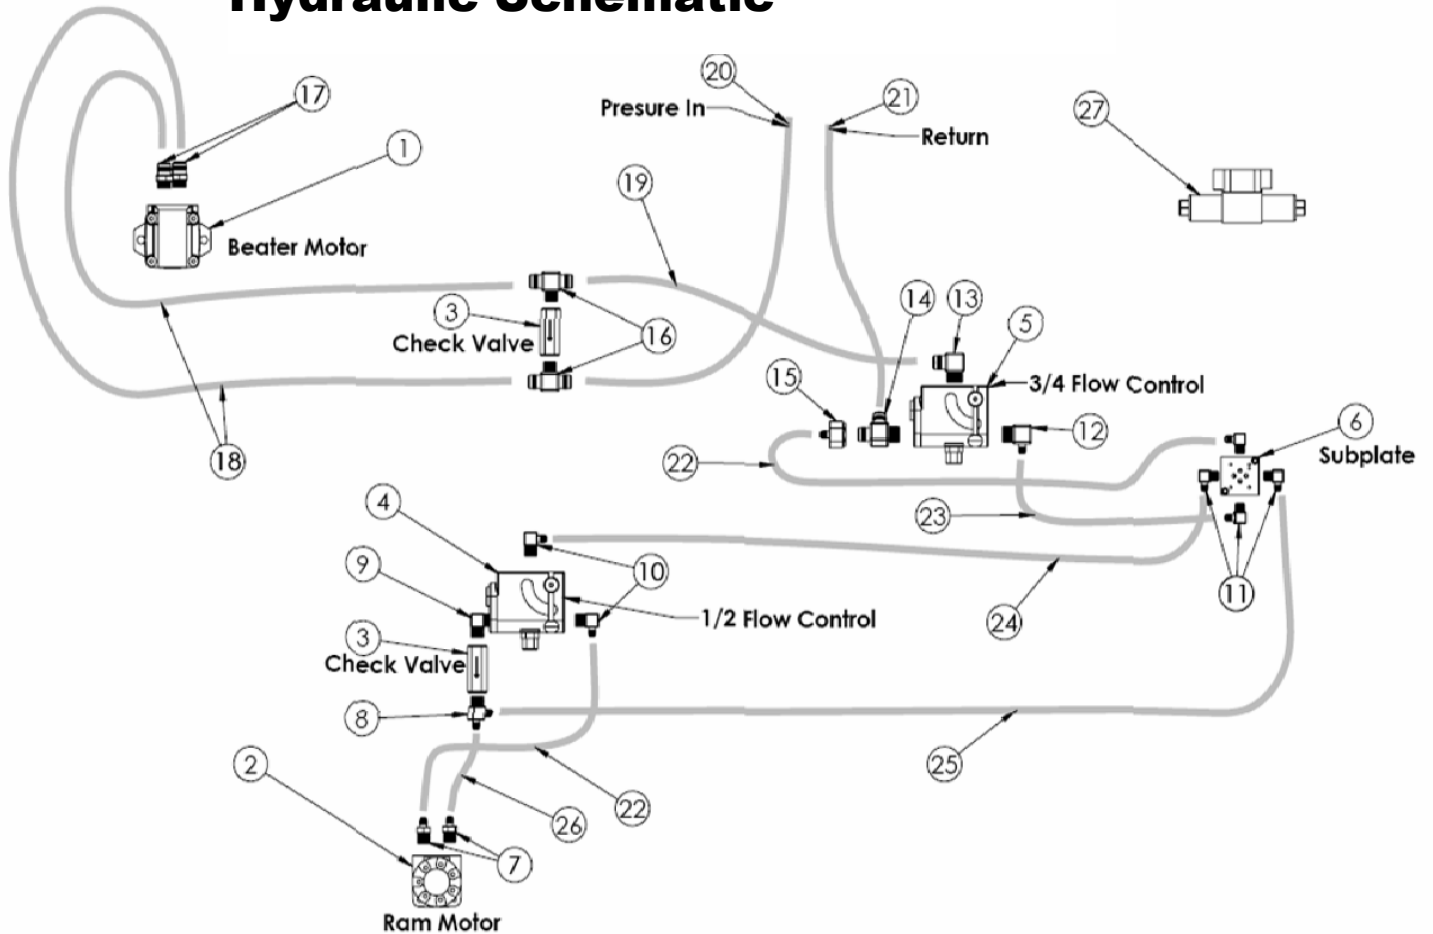 Hydraulic Schematic
20
Presure In
21
Return
27
17
1
19
Beater Motor
3
Check Valve
16
14
13
5
15
3/4 Flow Control
12
6
Subplate
18
22
4
23
9
10
11
1/2 Flow Control
24
3
Check Valve
8
25
2
22
26
7
Ram Motor